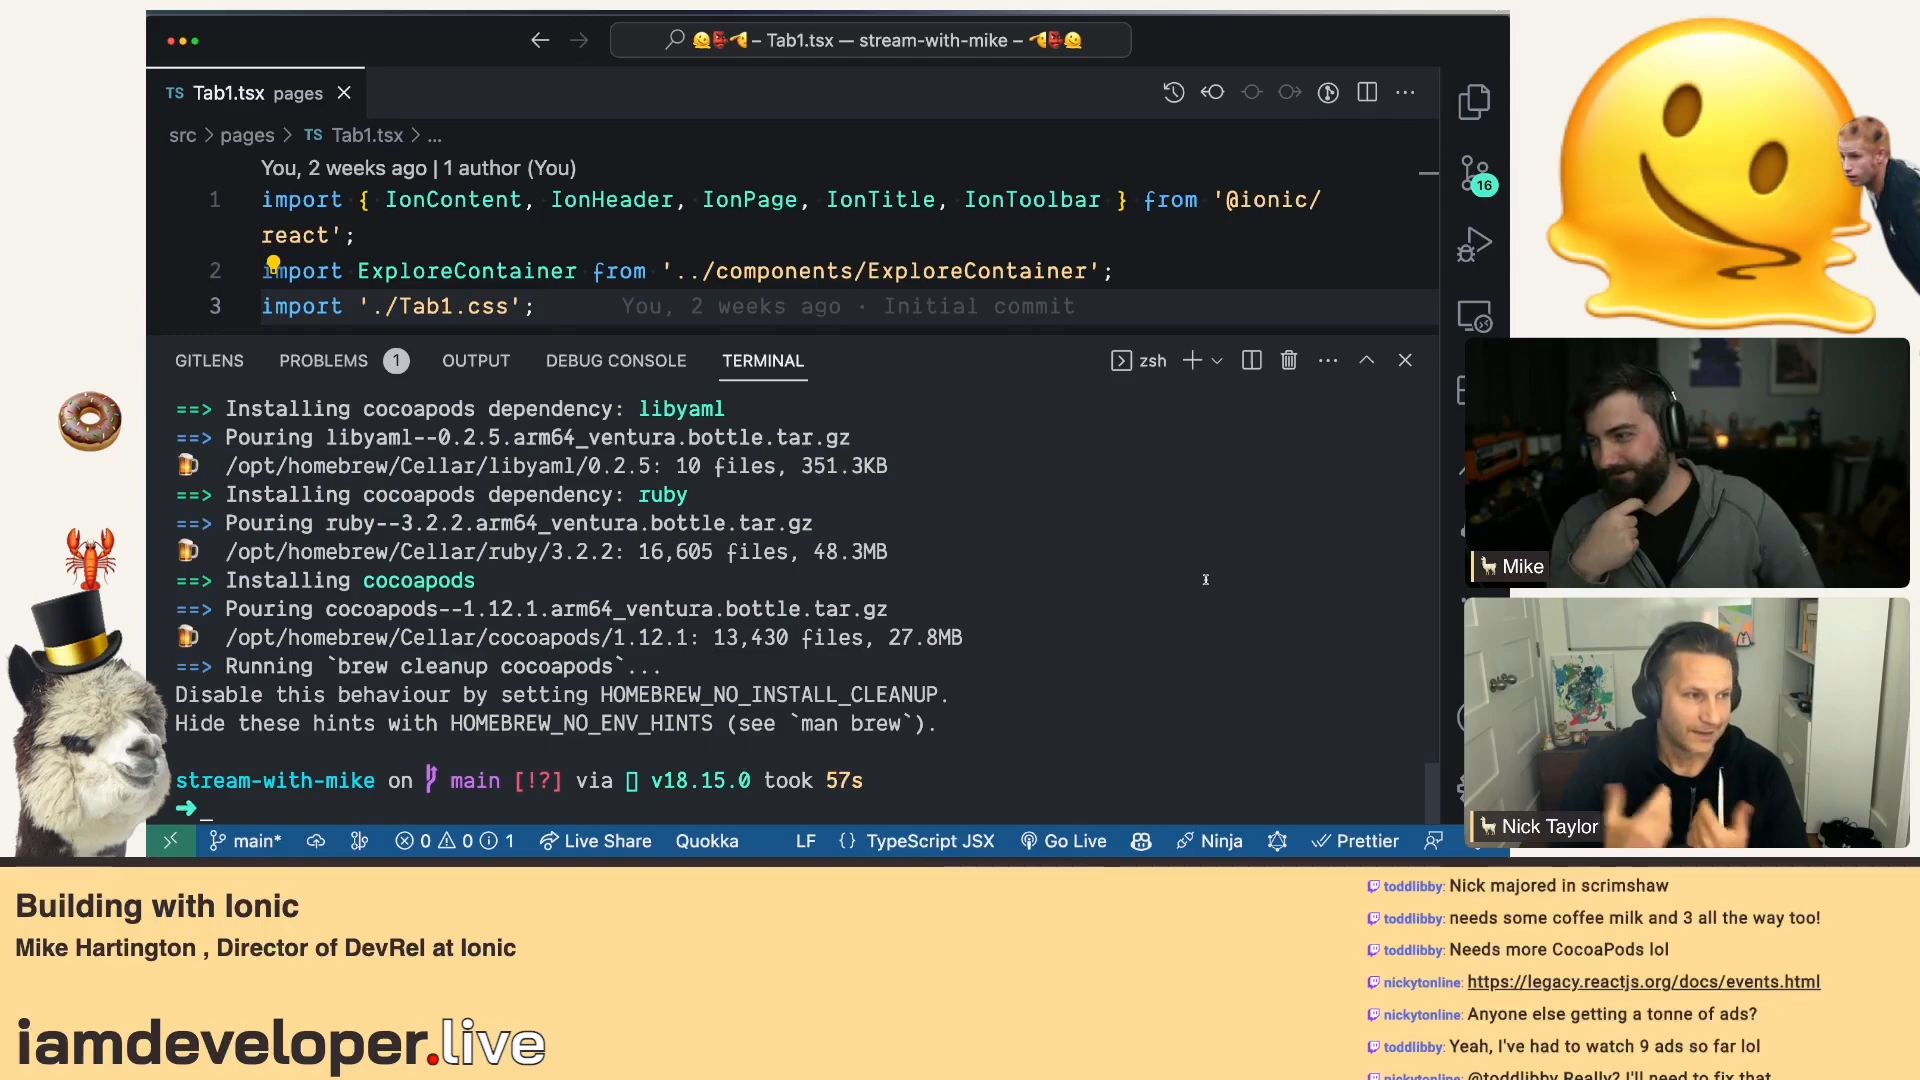 – Tab1.tsx — stream-with-mike –
TS Tab1.tsx pages
src > pages > TS Tab1.tsx > ...
You, 2 weeks ago | 1 author (You)
1 import { IonContent, IonHeader, IonPage, IonTitle, IonToolbar } from '@ionic/
react';
2 import ExploreContainer from '../components/ExploreContainer';
3 import './Tab1.css'; You, 2 weeks ago · Initial commit
16
GITLENS PROBLEMS 1 OUTPUT DEBUG CONSOLE TERMINAL zsh
==> Installing cocoapods dependency: libyaml
==> Pouring libyaml--0.2.5.arm64_ventura.bottle.tar.gz
🍺 /opt/homebrew/Cellar/libyaml/0.2.5: 10 files, 351.3KB
==> Installing cocoapods dependency: ruby
==> Pouring ruby--3.2.2.arm64_ventura.bottle.tar.gz
🍺 /opt/homebrew/Cellar/ruby/3.2.2: 16,605 files, 48.3MB
==> Installing cocoapods
==> Pouring cocoapods--1.12.1.arm64_ventura.bottle.tar.gz
🍺 /opt/homebrew/Cellar/cocoapods/1.12.1: 13,430 files, 27.8MB
==> Running `brew cleanup cocoapods`...
Disable this behaviour by setting HOMEBREW_NO_INSTALL_CLEANUP.
Hide these hints with HOMEBREW_NO_ENV_HINTS (see `man brew`).
stream-with-mike on main [!?] via v18.15.0 took 57s
➜ _
main* 0 0 1 Live Share Quokka LF {} TypeScript JSX Go Live Ninja Prettier
Mike
Nick Taylor
Building with Ionic
Mike Hartington , Director of DevRel at Ionic
iamdeveloper.live
toddlibby: Nick majored in scrimshaw
toddlibby: needs some coffee milk and 3 all the way too!
toddlibby: Needs more CocoaPods lol
nickytonline: https://legacy.reactjs.org/docs/events.html
nickytonline: Anyone else getting a tonne of ads?
toddlibby: Yeah, I've had to watch 9 ads so far lol
nickytonline: @toddlibby Really? I'll need to fix that